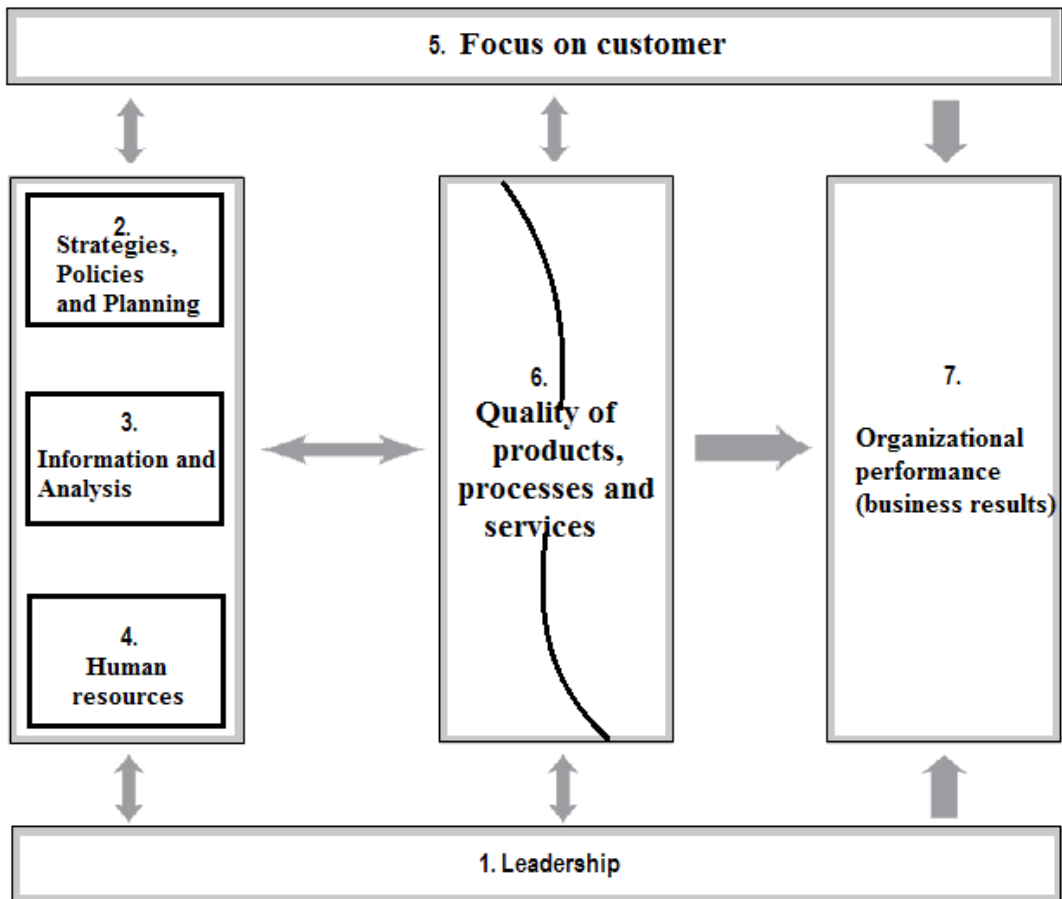 5. Focus on customer
2.
Strategies,
Policies
and Planning
3.
Information and
Analysis
4.
Human
resources
6.
Quality of
products,
processes and
services
7.
Organizational
performance
(business results)
1. Leadership